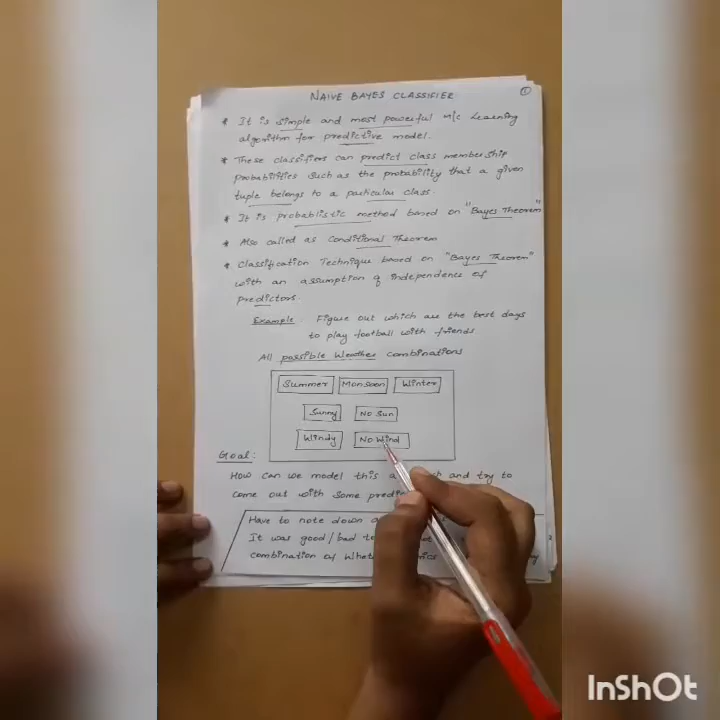 NAIVE BAYES CLASSIFIER
1
* It is simple and most powerful M/C Learning
algorithm for predictive model.
* These classifiers can predict class membership
probabilities such as the probability that a given
tuple belongs to a particular class.
* It is probablistic method based on "Bayes Theorem"
* Also called as Conditional Theorem
* Classification Technique based on "Bayes Theorem"
with an assumption of independence of
predictors.
Example : Figure out which are the best days
to play football with friends.
All possible Weather combinations
Summer Monsoon Winter
Sunny No Sun
Windy No Wind
Goal:
How can we model this and try to
come out with some
Have to note down
It was good/bad to
combination of
InShOt